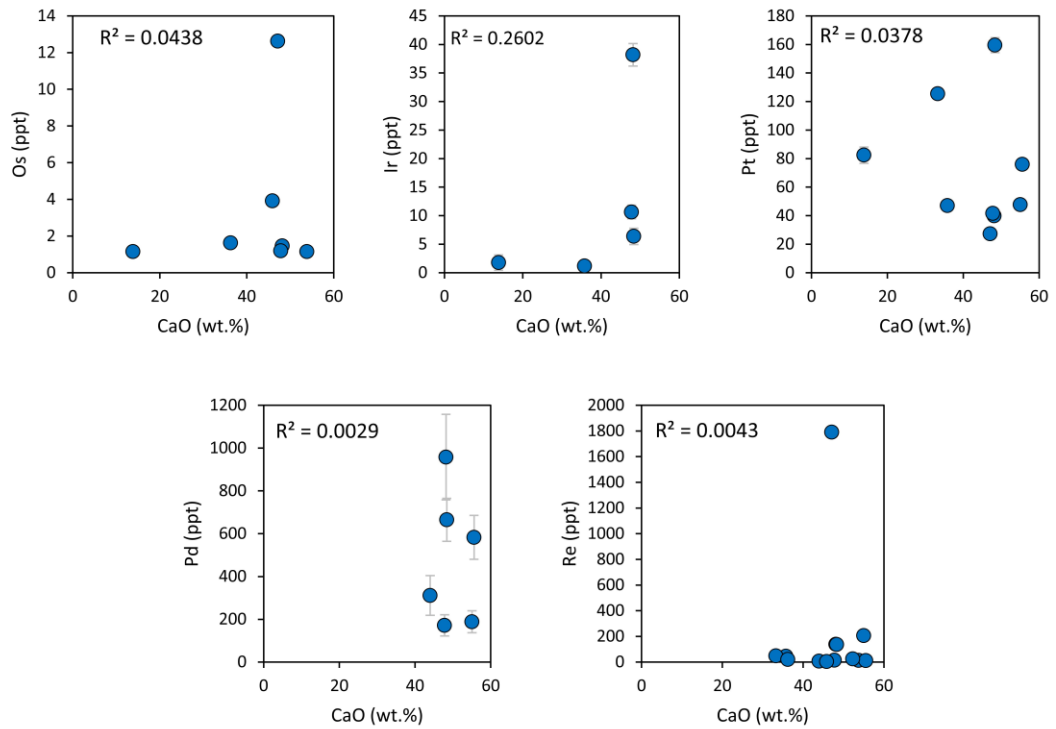 R² = 0.0438
14
12
10
8
6
4
2
0
0 20 40 60
Os (ppt)
CaO (wt.%)
R² = 0.2602
45
40
35
30
25
20
15
10
5
0
0 20 40 60
Ir (ppt)
CaO (wt.%)
R² = 0.0378
180
160
140
120
100
80
60
40
20
0
0 20 40 60
Pt (ppt)
CaO (wt.%)
R² = 0.0029
1200
1000
800
600
400
200
0
0 20 40 60
Pd (ppt)
CaO (wt.%)
R² = 0.0043
2000
1800
1600
1400
1200
1000
800
600
400
200
0
0 20 40 60
Re (ppt)
CaO (wt.%)